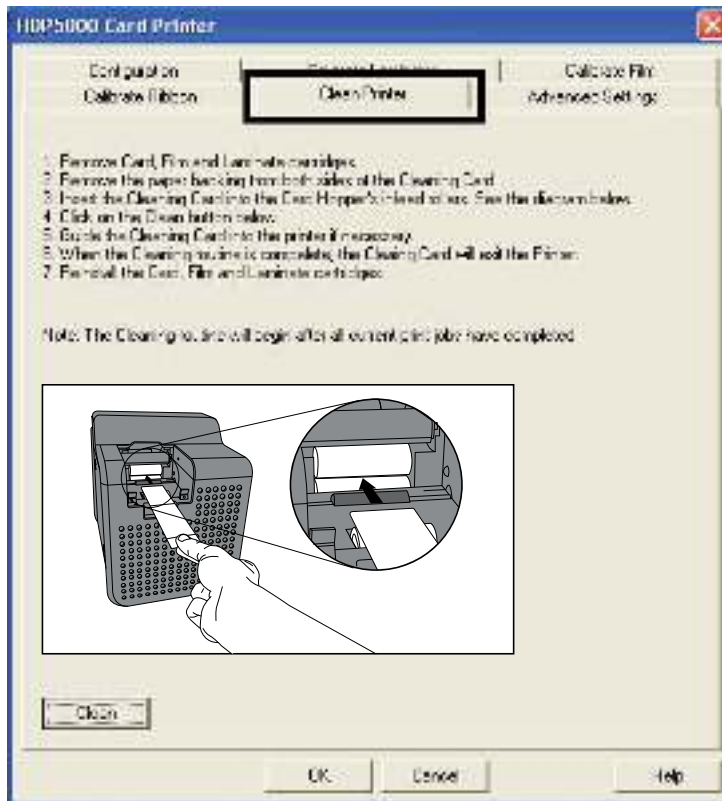 HDP5000 Card Printer
Configuration Calibrate Film
Calibrate Ribbon Clean Printer Advanced Settings
1. Remove Card, Film and Laminate cartridges.
2. Remove the paper backing from both sides of the Cleaning Card.
3. Insert the Cleaning Card into the Card Hopper's infeed rollers. See the diagram below.
4. Click on the Clean button below.
5. Guide the Cleaning Card into the printer if necessary.
6. When the Cleaning routine is complete, the Cleaning Card will exit the Printer.
7. Reinstall the Card, Film and Laminate cartridges.
Note: The Cleaning routine will begin after all current print jobs have completed.
Clean
OK Cancel Help